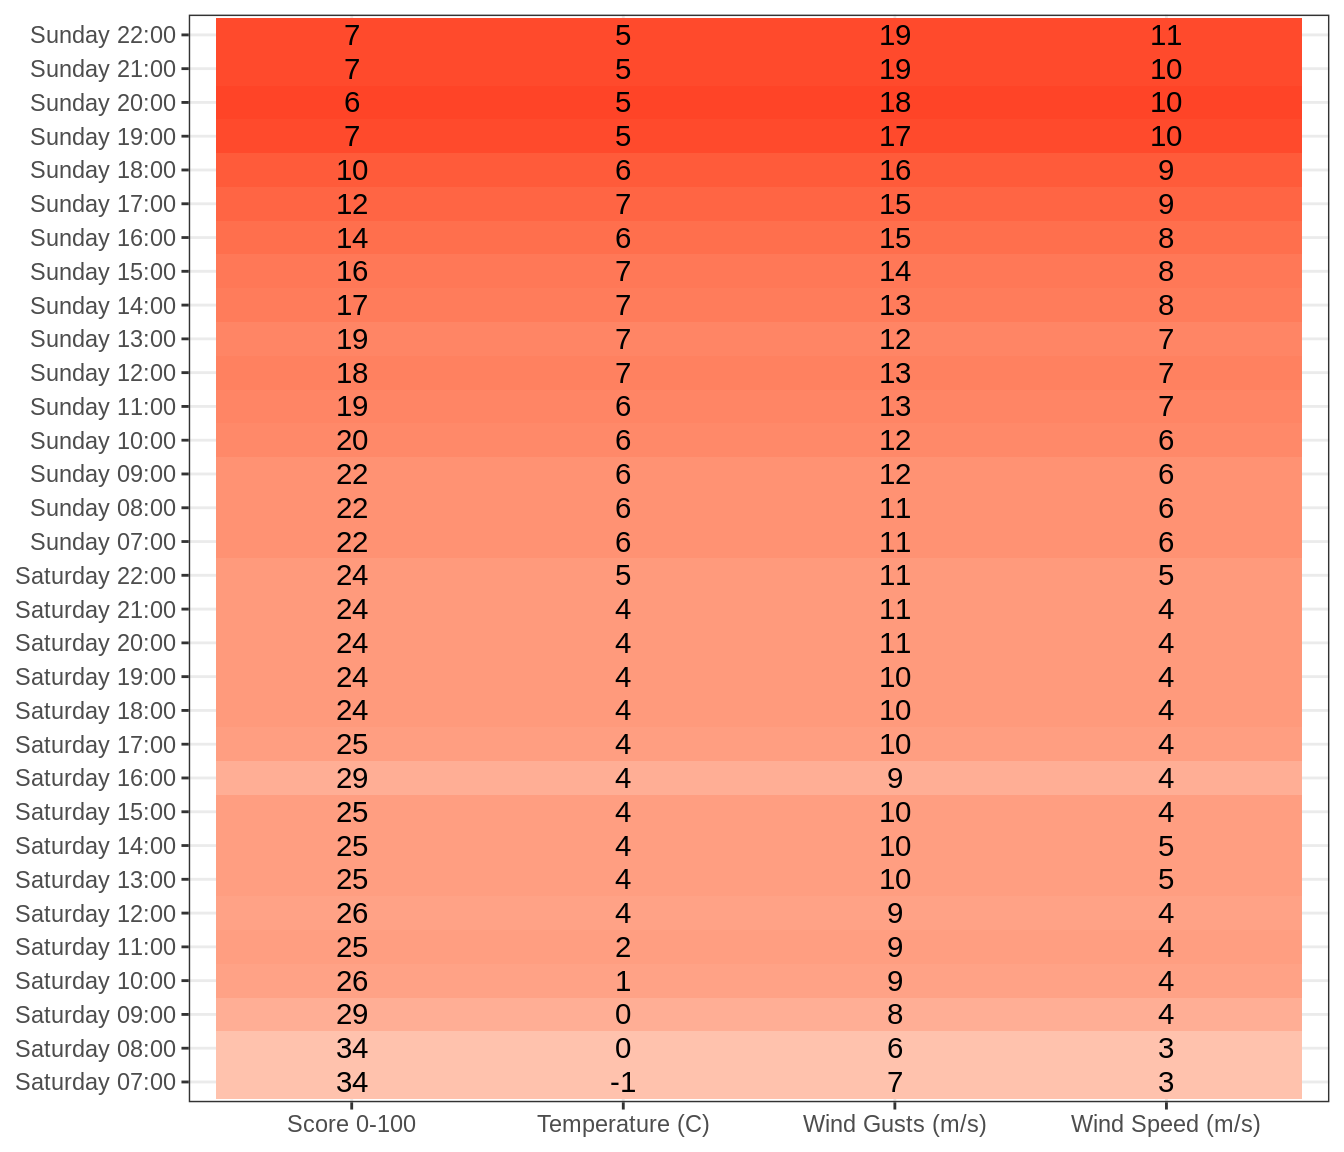 Sunday 22:00 7 5 19 11
Sunday 21:00 7 5 19 10
Sunday 20:00 6 5 18 10
Sunday 19:00 7 5 17 10
Sunday 18:00 10 6 16 9
Sunday 17:00 12 7 15 9
Sunday 16:00 14 6 15 8
Sunday 15:00 16 7 14 8
Sunday 14:00 17 7 13 8
Sunday 13:00 19 7 12 7
Sunday 12:00 18 7 13 7
Sunday 11:00 19 6 13 7
Sunday 10:00 20 6 12 6
Sunday 09:00 22 6 12 6
Sunday 08:00 22 6 11 6
Sunday 07:00 22 6 11 6
Saturday 22:00 24 5 11 5
Saturday 21:00 24 4 11 4
Saturday 20:00 24 4 11 4
Saturday 19:00 24 4 10 4
Saturday 18:00 24 4 10 4
Saturday 17:00 25 4 10 4
Saturday 16:00 29 4 9 4
Saturday 15:00 25 4 10 4
Saturday 14:00 25 4 10 5
Saturday 13:00 25 4 10 5
Saturday 12:00 26 4 9 4
Saturday 11:00 25 2 9 4
Saturday 10:00 26 1 9 4
Saturday 09:00 29 0 8 4
Saturday 08:00 34 0 6 3
Saturday 07:00 34 -1 7 3
Score 0-100 Temperature (C) Wind Gusts (m/s) Wind Speed (m/s)